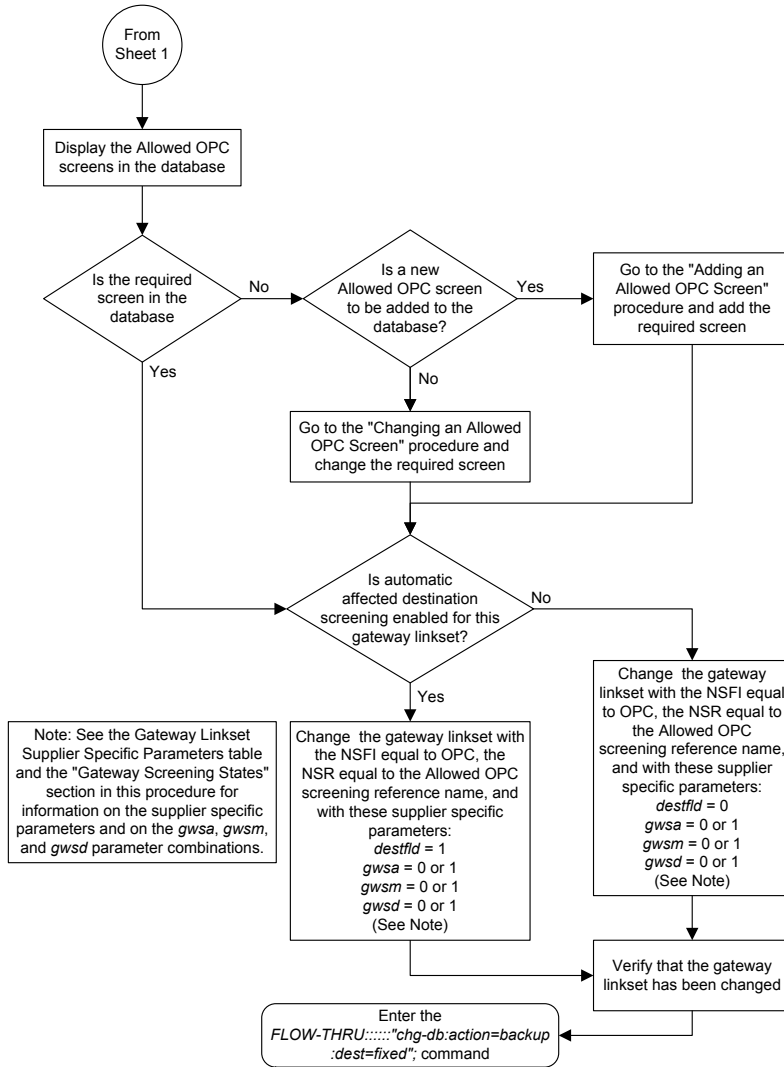 From
Sheet 1
Display the Allowed OPC
screens in the database
Is the required
screen in the
database
No
Yes
Is a new
Allowed OPC screen
to be added to the
database?
Yes
No
Go to the "Adding an
Allowed OPC Screen"
procedure and add the
required screen
Go to the "Changing an Allowed
OPC Screen" procedure and
change the required screen
Is automatic
affected destination
screening enabled for this
gateway linkset?
No
Yes
Note: See the Gateway Linkset
Supplier Specific Parameters table
and the "Gateway Screening States"
section in this procedure for
information on the supplier specific
parameters and on the gwsa, gwsm,
and gwsd parameter combinations.
Change the gateway linkset with
the NSFI equal to OPC, the
NSR equal to the Allowed OPC
screening reference name, and
with these supplier specific
parameters:
destfld = 1
gwsa = 0 or 1
gwsm = 0 or 1
gwsd = 0 or 1
(See Note)
Change the gateway
linkset with the NSFI equal
to OPC, the NSR equal to
the Allowed OPC
screening reference name,
and with these supplier
specific parameters:
destfld = 0
gwsa = 0 or 1
gwsm = 0 or 1
gwsd = 0 or 1
(See Note)
Verify that the gateway
linkset has been changed
Enter the
FLOW-THRU::::::"chg-db:action=backup
:dest=fixed"; command